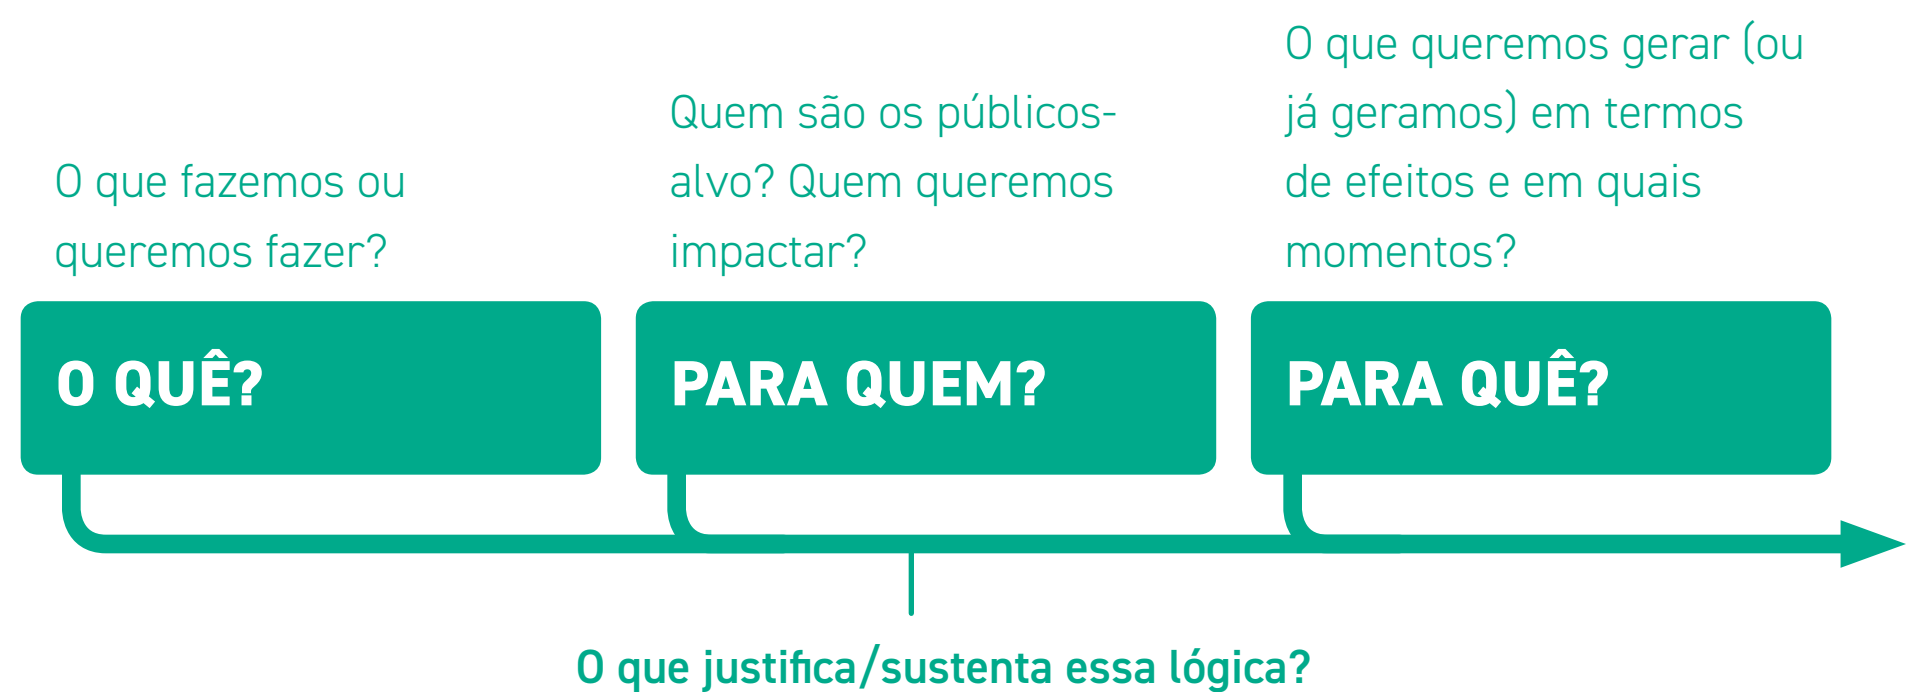 O que fazemos ou
queremos fazer?
O QUÊ?
Quem são os públicos-
alvo? Quem queremos
impactar?
PARA QUEM?
O que queremos gerar (ou
já geramos) em termos
de efeitos e em quais
momentos?
PARA QUÊ?
O que justifica/sustenta essa lógica?